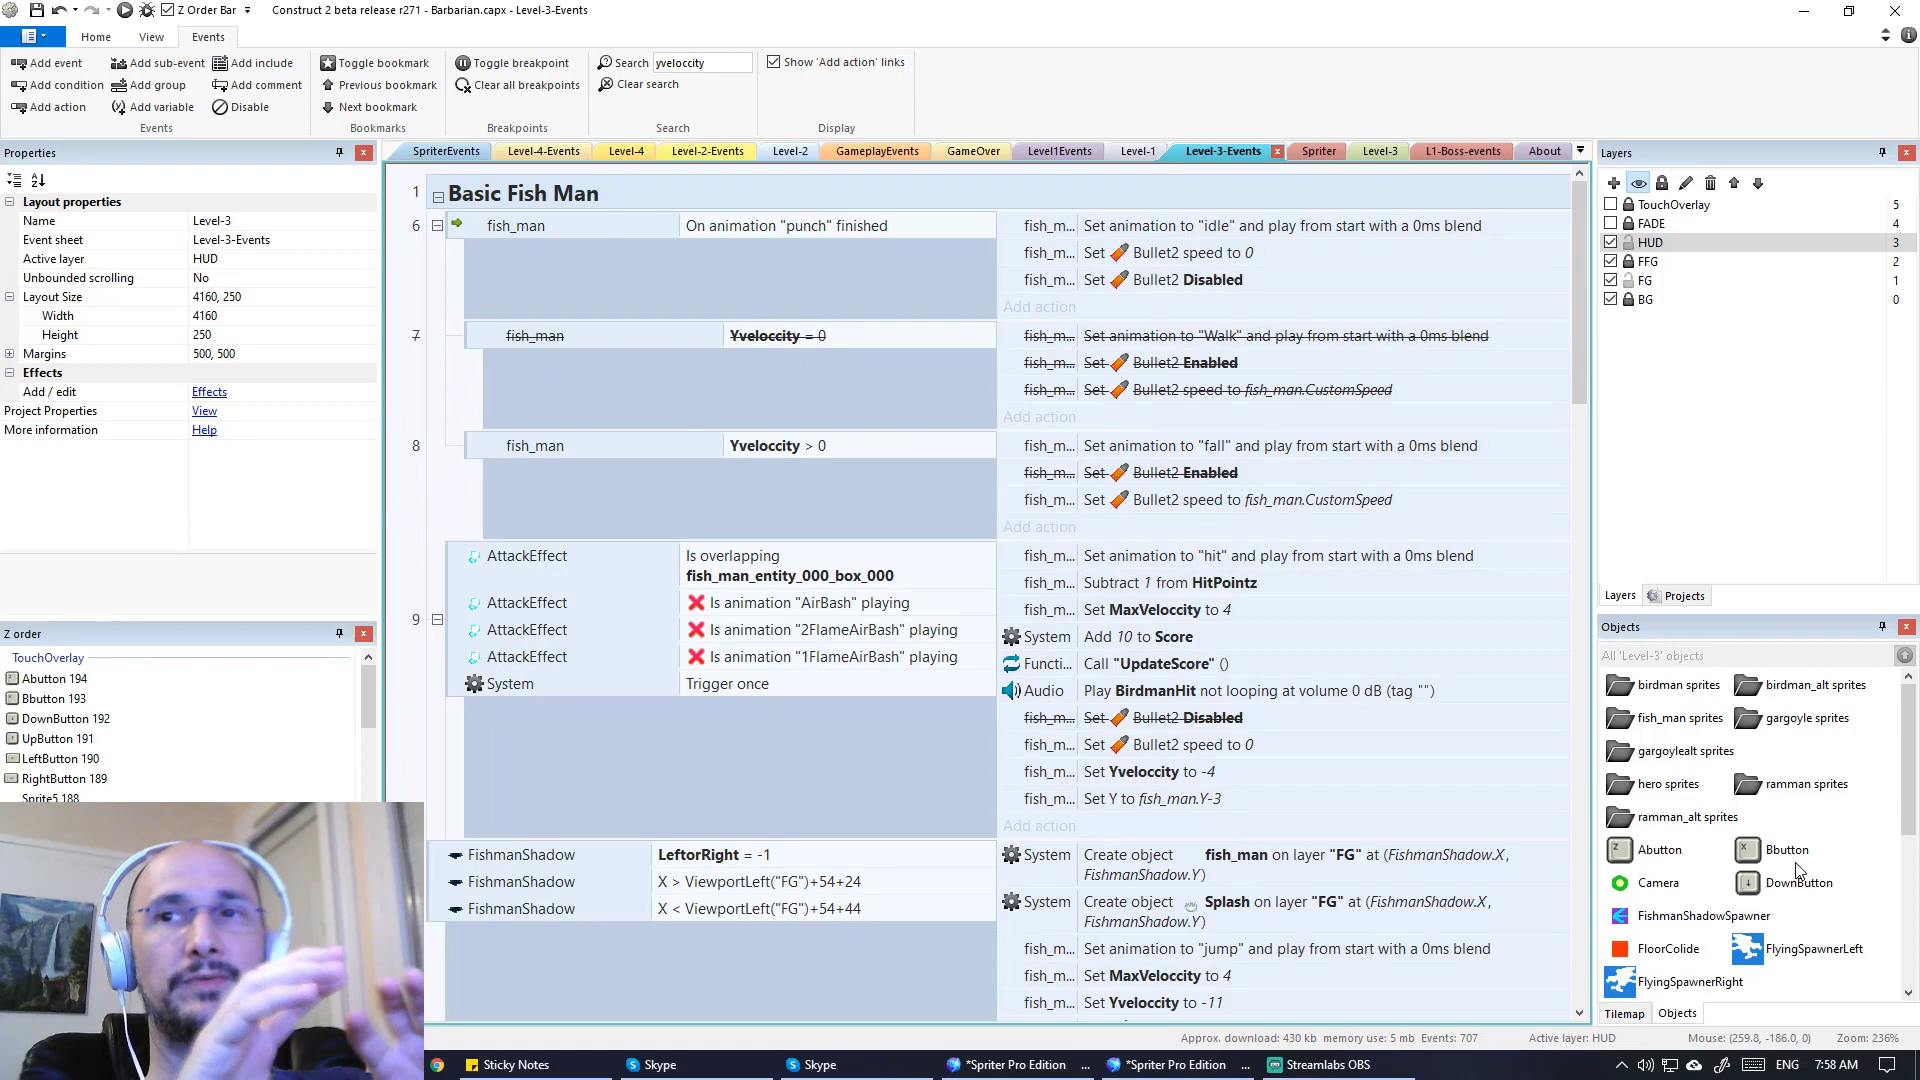 Z Order Bar
Construct 2 beta release r271 - Barbarian.capx - Level-3-Events
Home View Events
Add event Add sub-event Add include
Add condition Add group Add comment
Add action Add variable Disable
Events
Toggle bookmark
Previous bookmark
Next bookmark
Bookmarks
Toggle breakpoint
Clear all breakpoints
Breakpoints
Search yveloccity
Clear search
Search
Show 'Add action' links
Display
Properties
Layout properties
Name Level-3
Event sheet Level-3-Events
Active layer HUD
Unbounded scrolling No
Layout Size 4160, 250
Width 4160
Height 250
Margins 500, 500
Effects
Add / edit Effects
Project Properties View
More information Help
Z order
TouchOverlay
Abutton 194
Bbutton 193
DownButton 192
UpButton 191
LeftButton 190
RightButton 189
Sprite5 188
SpriterEvents Level-4-Events Level-4 Level-2-Events Level-2 GameplayEvents GameOver Level1Events Level-1 Level-3-Events Spriter Level-3 L1-Boss-events About
1 Basic Fish Man
6 fish_man On animation "punch" finished fish_m... Set animation to "idle" and play from start with a 0ms blend
fish_m... Set Bullet2 speed to 0
fish_m... Set Bullet2 Disabled
Add action
7 fish_man Yveloccity = 0 fish_m... Set animation to "Walk" and play from start with a 0ms blend
fish_m... Set Bullet2 Enabled
fish_m... Set Bullet2 speed to fish_man.CustomSpeed
Add action
8 fish_man Yveloccity > 0 fish_m... Set animation to "fall" and play from start with a 0ms blend
fish_m... Set Bullet2 Enabled
fish_m... Set Bullet2 speed to fish_man.CustomSpeed
Add action
9
AttackEffect Is overlapping
fish_man_entity_000_box_000
AttackEffect Is animation "AirBash" playing
AttackEffect Is animation "2FlameAirBash" playing
AttackEffect Is animation "1FlameAirBash" playing
System Trigger once
fish_m... Set animation to "hit" and play from start with a 0ms blend
fish_m... Subtract 1 from HitPointz
fish_m... Set MaxVeloccity to 4
System Add 10 to Score
Functi... Call "UpdateScore" ()
Audio Play BirdmanHit not looping at volume 0 dB (tag "")
fish_m... Set Bullet2 Disabled
fish_m... Set Bullet2 speed to 0
fish_m... Set Yveloccity to -4
fish_m... Set Y to fish_man.Y-3
Add action
FishmanShadow LeftorRight = -1
FishmanShadow X > ViewportLeft("FG")+54+24
FishmanShadow X < ViewportLeft("FG")+54+44
System Create object fish_man on layer "FG" at (FishmanShadow.X,
FishmanShadow.Y)
System Create object Splash on layer "FG" at (FishmanShadow.X,
FishmanShadow.Y)
fish_m... Set animation to "jump" and play from start with a 0ms blend
fish_m... Set MaxVeloccity to 4
fish_m... Set Yveloccity to -11
Layers
TouchOverlay 5
FADE 4
HUD 3
FFG 2
FG 1
BG 0
Layers Projects
Objects
All 'Level-3' objects
birdman sprites birdman_alt sprites
fish_man sprites gargoyle sprites
gargoylealt sprites
hero sprites ramman sprites
ramman_alt sprites
Abutton Bbutton
Camera DownButton
FishmanShadowSpawner
FloorColide FlyingSpawnerLeft
FlyingSpawnerRight
Tilemap Objects
Approx. download: 430 kb memory use: 5 mb Events: 707 Active layer: HUD Mouse: (259.8, -186.0, 0) Zoom: 236%
Sticky Notes Skype Skype *Spriter Pro Edition ... *Spriter Pro Edition ... Streamlabs OBS ENG 7:58 AM